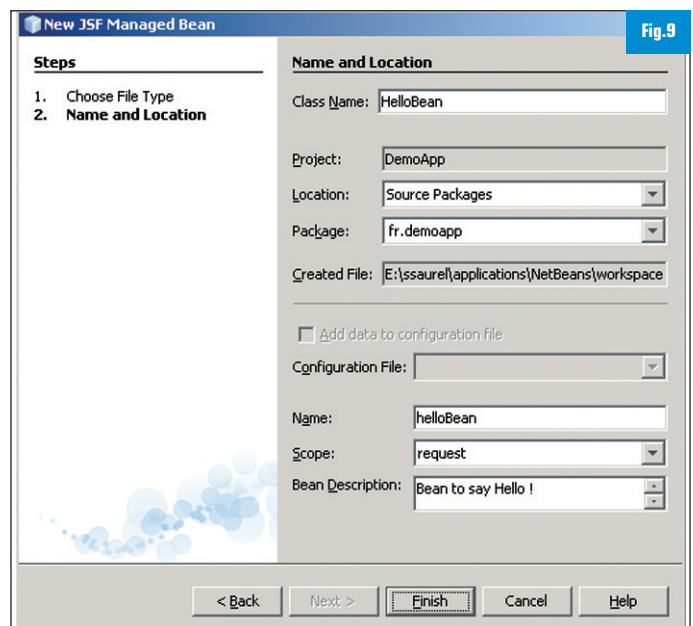 New JSF Managed Bean
Fig.9
Steps
1. Choose File Type
2. Name and Location
Name and Location
Class Name: HelloBean
Project: DemoApp
Location: Source Packages
Package: fr.demoapp
Created File: E:\ssaurel\applications\NetBeans\workspace
Add data to configuration file
Configuration File:
Name: helloBean
Scope: request
Bean Description: Bean to say Hello !
< Back Next > Finish Cancel Help